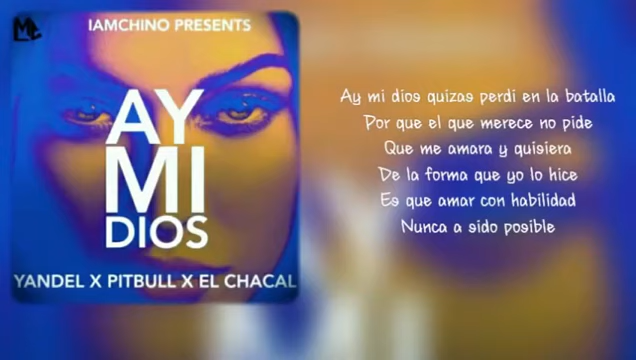 IAMCHINO PRESENTS
AY
MI
DIOS
YANDEL X PITBULL X EL CHACAL
Ay mi dios quizas perdi en la batalla
Por que el que merece no pide
Que me amara y quisiera
De la forma que yo lo hice
Es que amar con habilidad
Nunca a sido posible